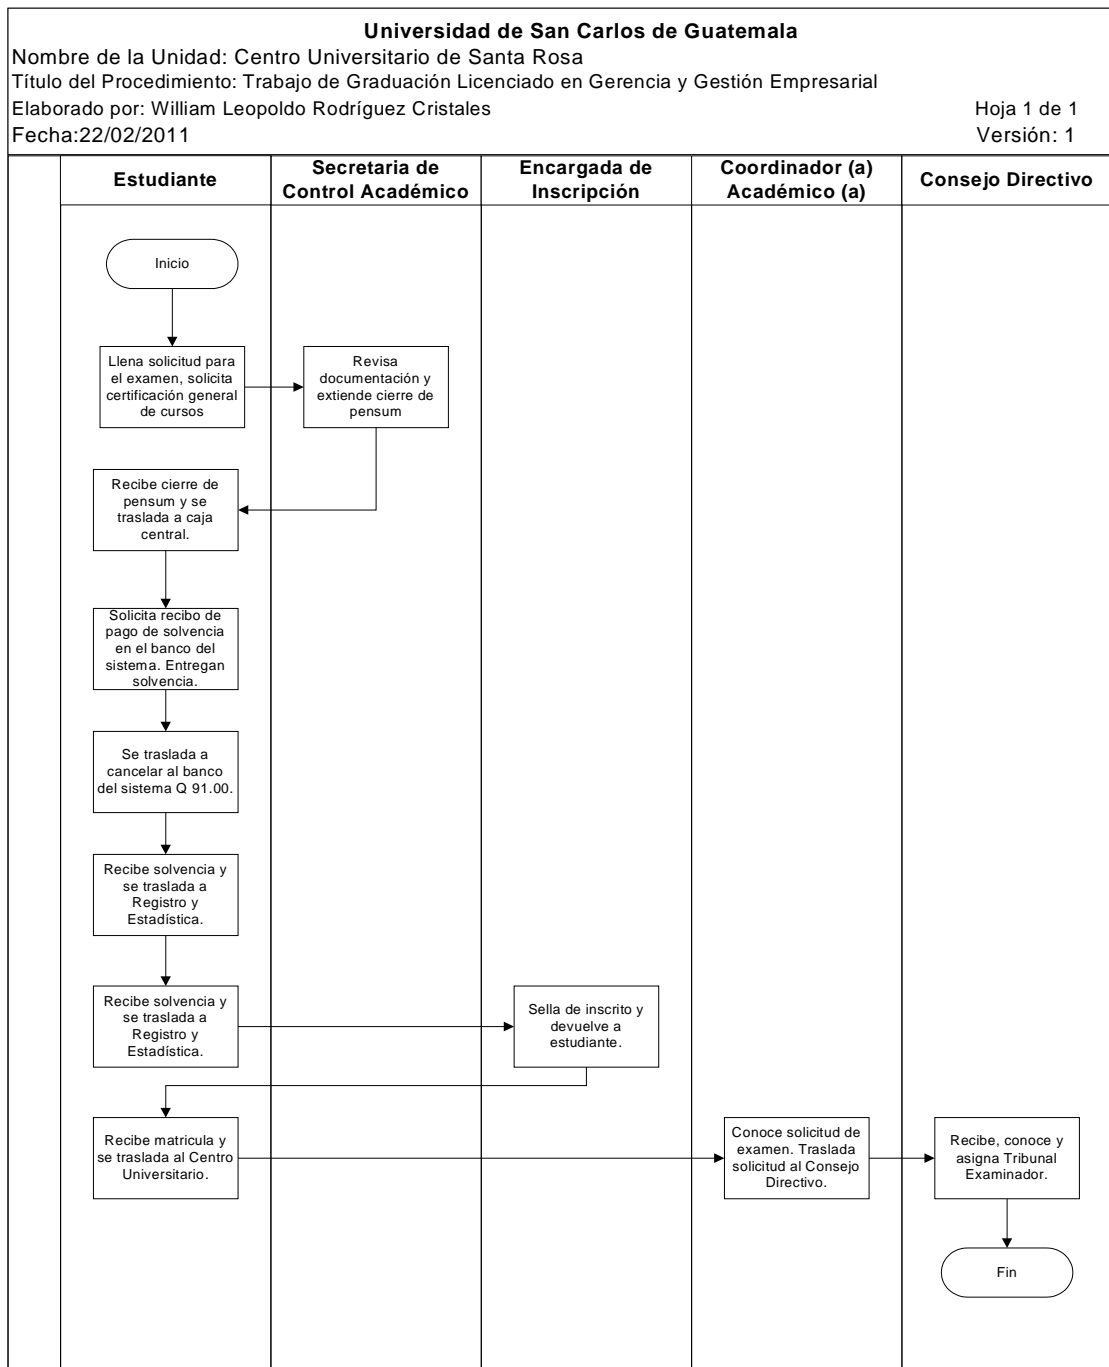 Universidad de San Carlos de Guatemala
Nombre de la Unidad: Centro Universitario de Santa Rosa
Título del Procedimiento: Trabajo de Graduación Licenciado en Gerencia y Gestión Empresarial
Elaborado por: William Leopoldo Rodríguez Cristales
Hoja 1 de 1
Fecha:22/02/2011
Versión: 1
Estudiante
Secretaria de
Control Académico
Encargada de
Inscripción
Coordinador (a)
Académico (a)
Consejo Directivo
Inicio
Llena solicitud para
el examen, solicita
certificación general
de cursos
Revisa
documentación y
extiende cierre de
pensum
Recibe cierre de
pensum y se
traslada a caja
central.
Solicita recibo de
pago de solvencia
en el banco del
sistema. Entregan
solvencia.
Se traslada a
cancelar al banco
del sistema Q 91.00.
Recibe solvencia y
se traslada a
Registro y
Estadística.
Recibe solvencia y
se traslada a
Registro y
Estadística.
Sella de inscrito y
devuelve a
estudiante.
Recibe matricula y
se traslada al Centro
Universitario.
Conoce solicitud de
examen. Traslada
solicitud al Consejo
Directivo.
Recibe, conoce y
asigna Tribunal
Examinador.
Fin